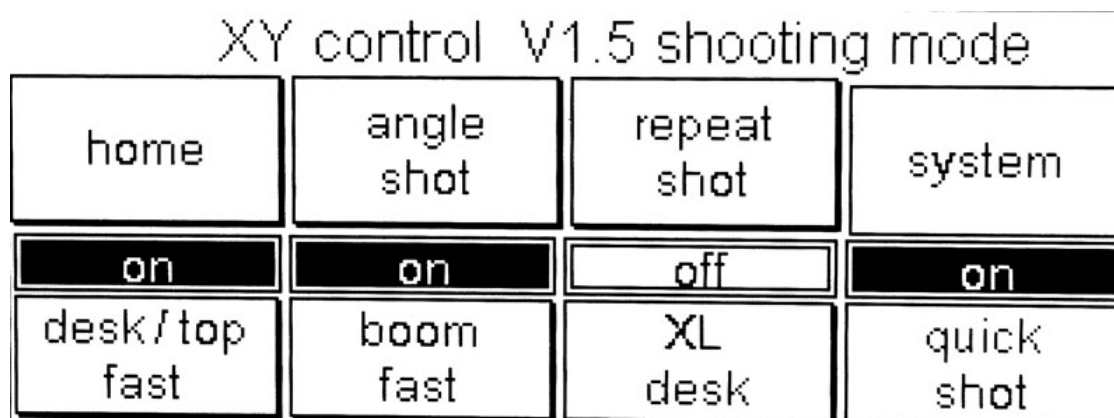 XY control V1.5 shooting mode
home
angle
shot
repeat
shot
system
on
on
off
on
desk/top
fast
boom
fast
XL
desk
quick
shot